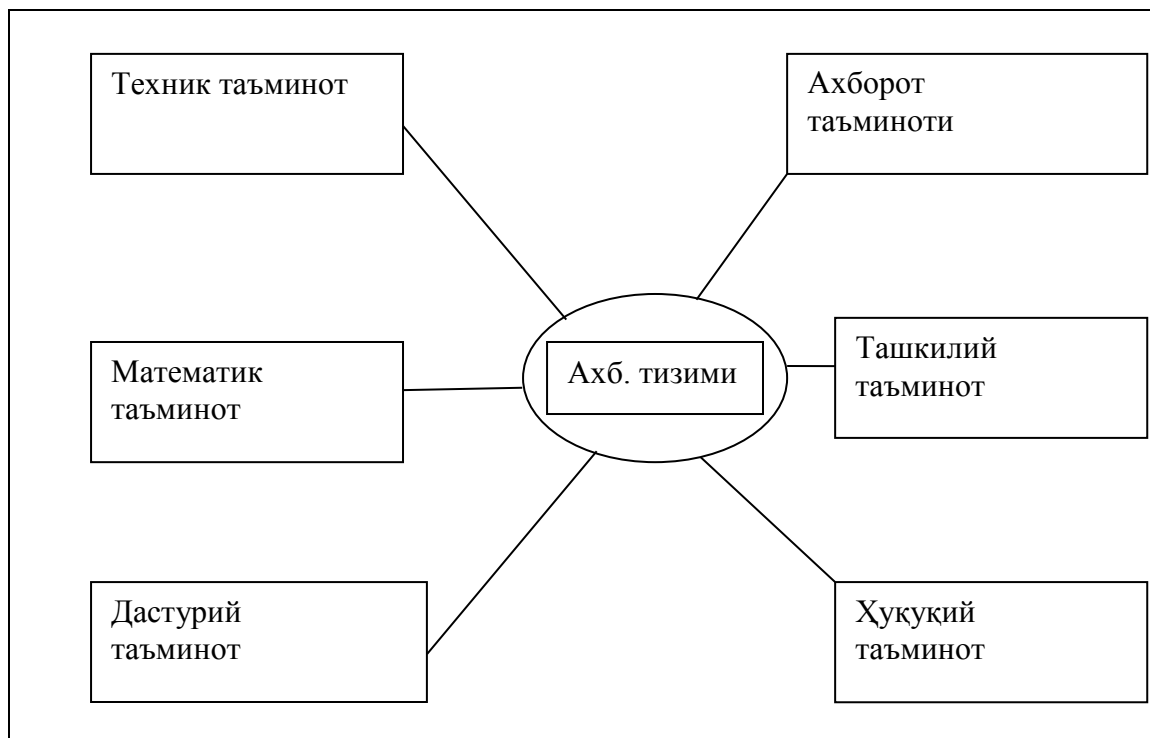 Техник таъминот
Ахборот
таъминоти
Математик
таъминот
Ахб. тизими
Ташкилий
таъминот
Дастурий
таъминот
Ҳуқуқий
таъминот